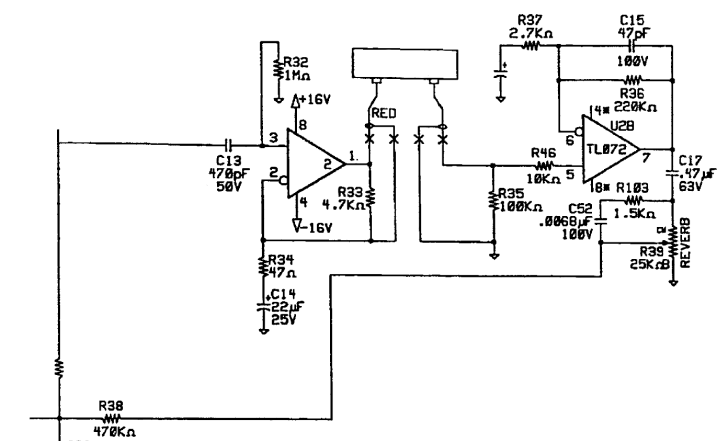 R37
2.7KΩ
C15
47pF
100V
R32
1MΩ
+
R36
220KΩ
+16V
8
RED
4*
U2B
6
TL072
7
3
2
1
C13
470pF
50V
2
R46
10KΩ
5
C17
.47µF
63V
R33
4.7KΩ
4
R35
100KΩ
8*
R103
1.5KΩ
C52
.0068µF
100V
-16V
R34
47Ω
CW
R39
25KΩB
REVERB
+
C14
22µF
25V
R38
470KΩ